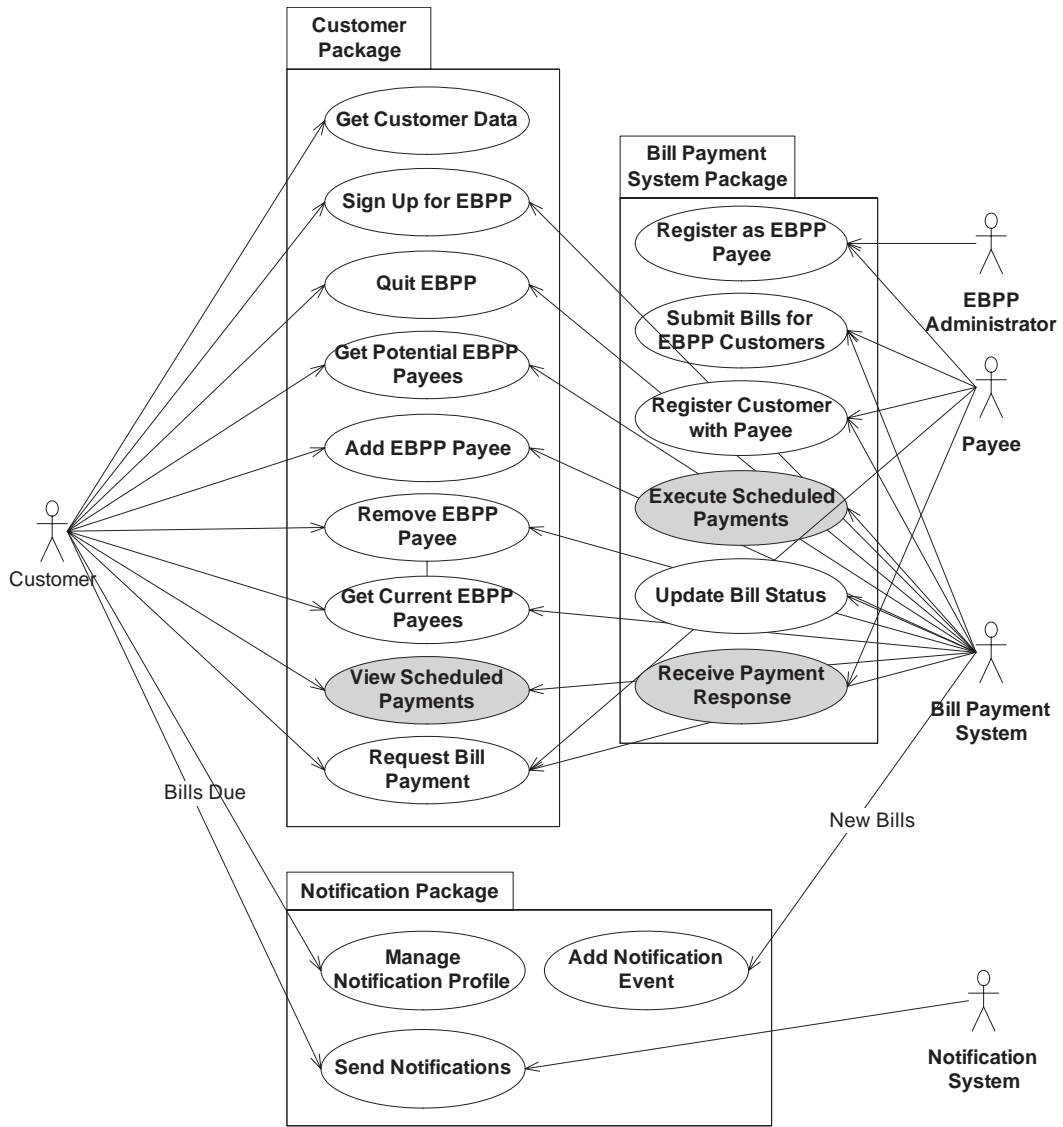 Customer
Package
Get Customer Data
Sign Up for EBPP
Quit EBPP
Get Potential EBPP
Payees
Add EBPP Payee
Remove EBPP
Payee
Get Current EBPP
Payees
View Scheduled
Payments
Request Bill
Payment
Bill Payment
System Package
Register as EBPP
Payee
Submit Bills for
EBPP Customers
Register Customer
with Payee
Execute Scheduled
Payments
Update Bill Status
Receive Payment
Response
EBPP
Administrator
Payee
Bill Payment
System
Customer
Bills Due
New Bills
Notification Package
Manage
Notification Profile
Add Notification
Event
Send Notifications
Notification
System